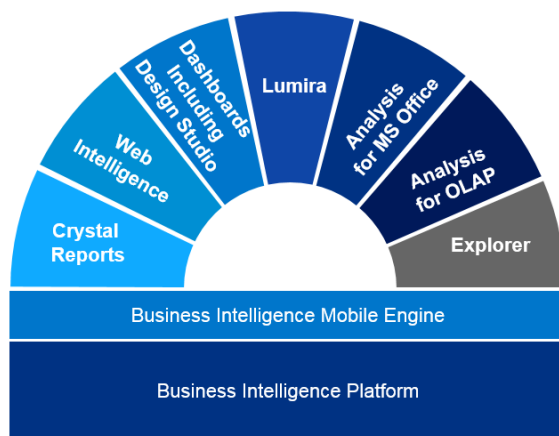 Crystal
Reports
Web
Intelligence
Dashboards
Including
Design Studio
Lumira
Analysis
for MS Office
Analysis
for OLAP
Explorer
Business Intelligence Mobile Engine
Business Intelligence Platform